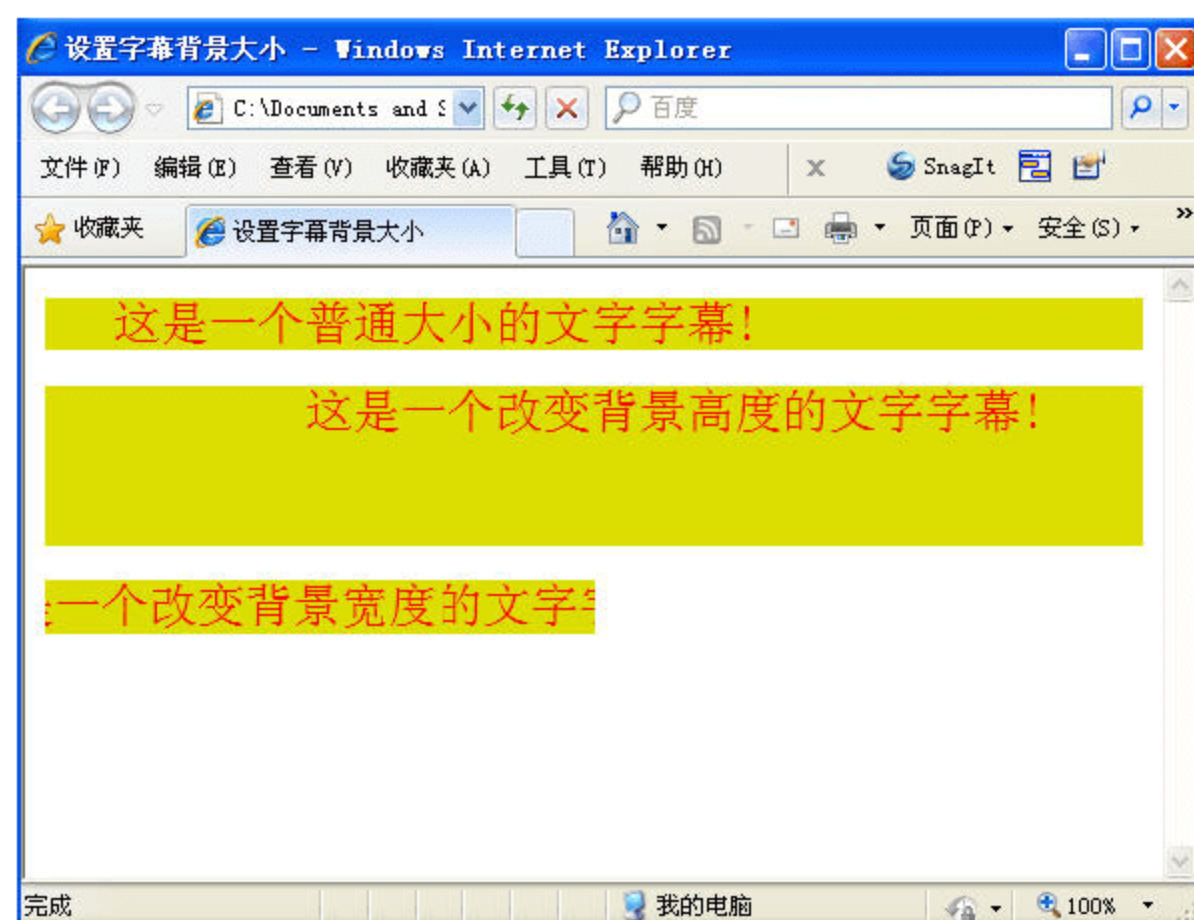 设置字幕背景大小 - Windows Internet Explorer
C:\Documents and S 百度
文件(F) 编辑(E) 查看(V) 收藏夹(A) 工具(T) 帮助(H) x SnagIt
收藏夹 设置字幕背景大小 页面(P) 安全(S) »
这是一个普通大小的文字字幕!
这是一个改变背景高度的文字字幕!
一个改变背景宽度的文字
完成 我的电脑 100%